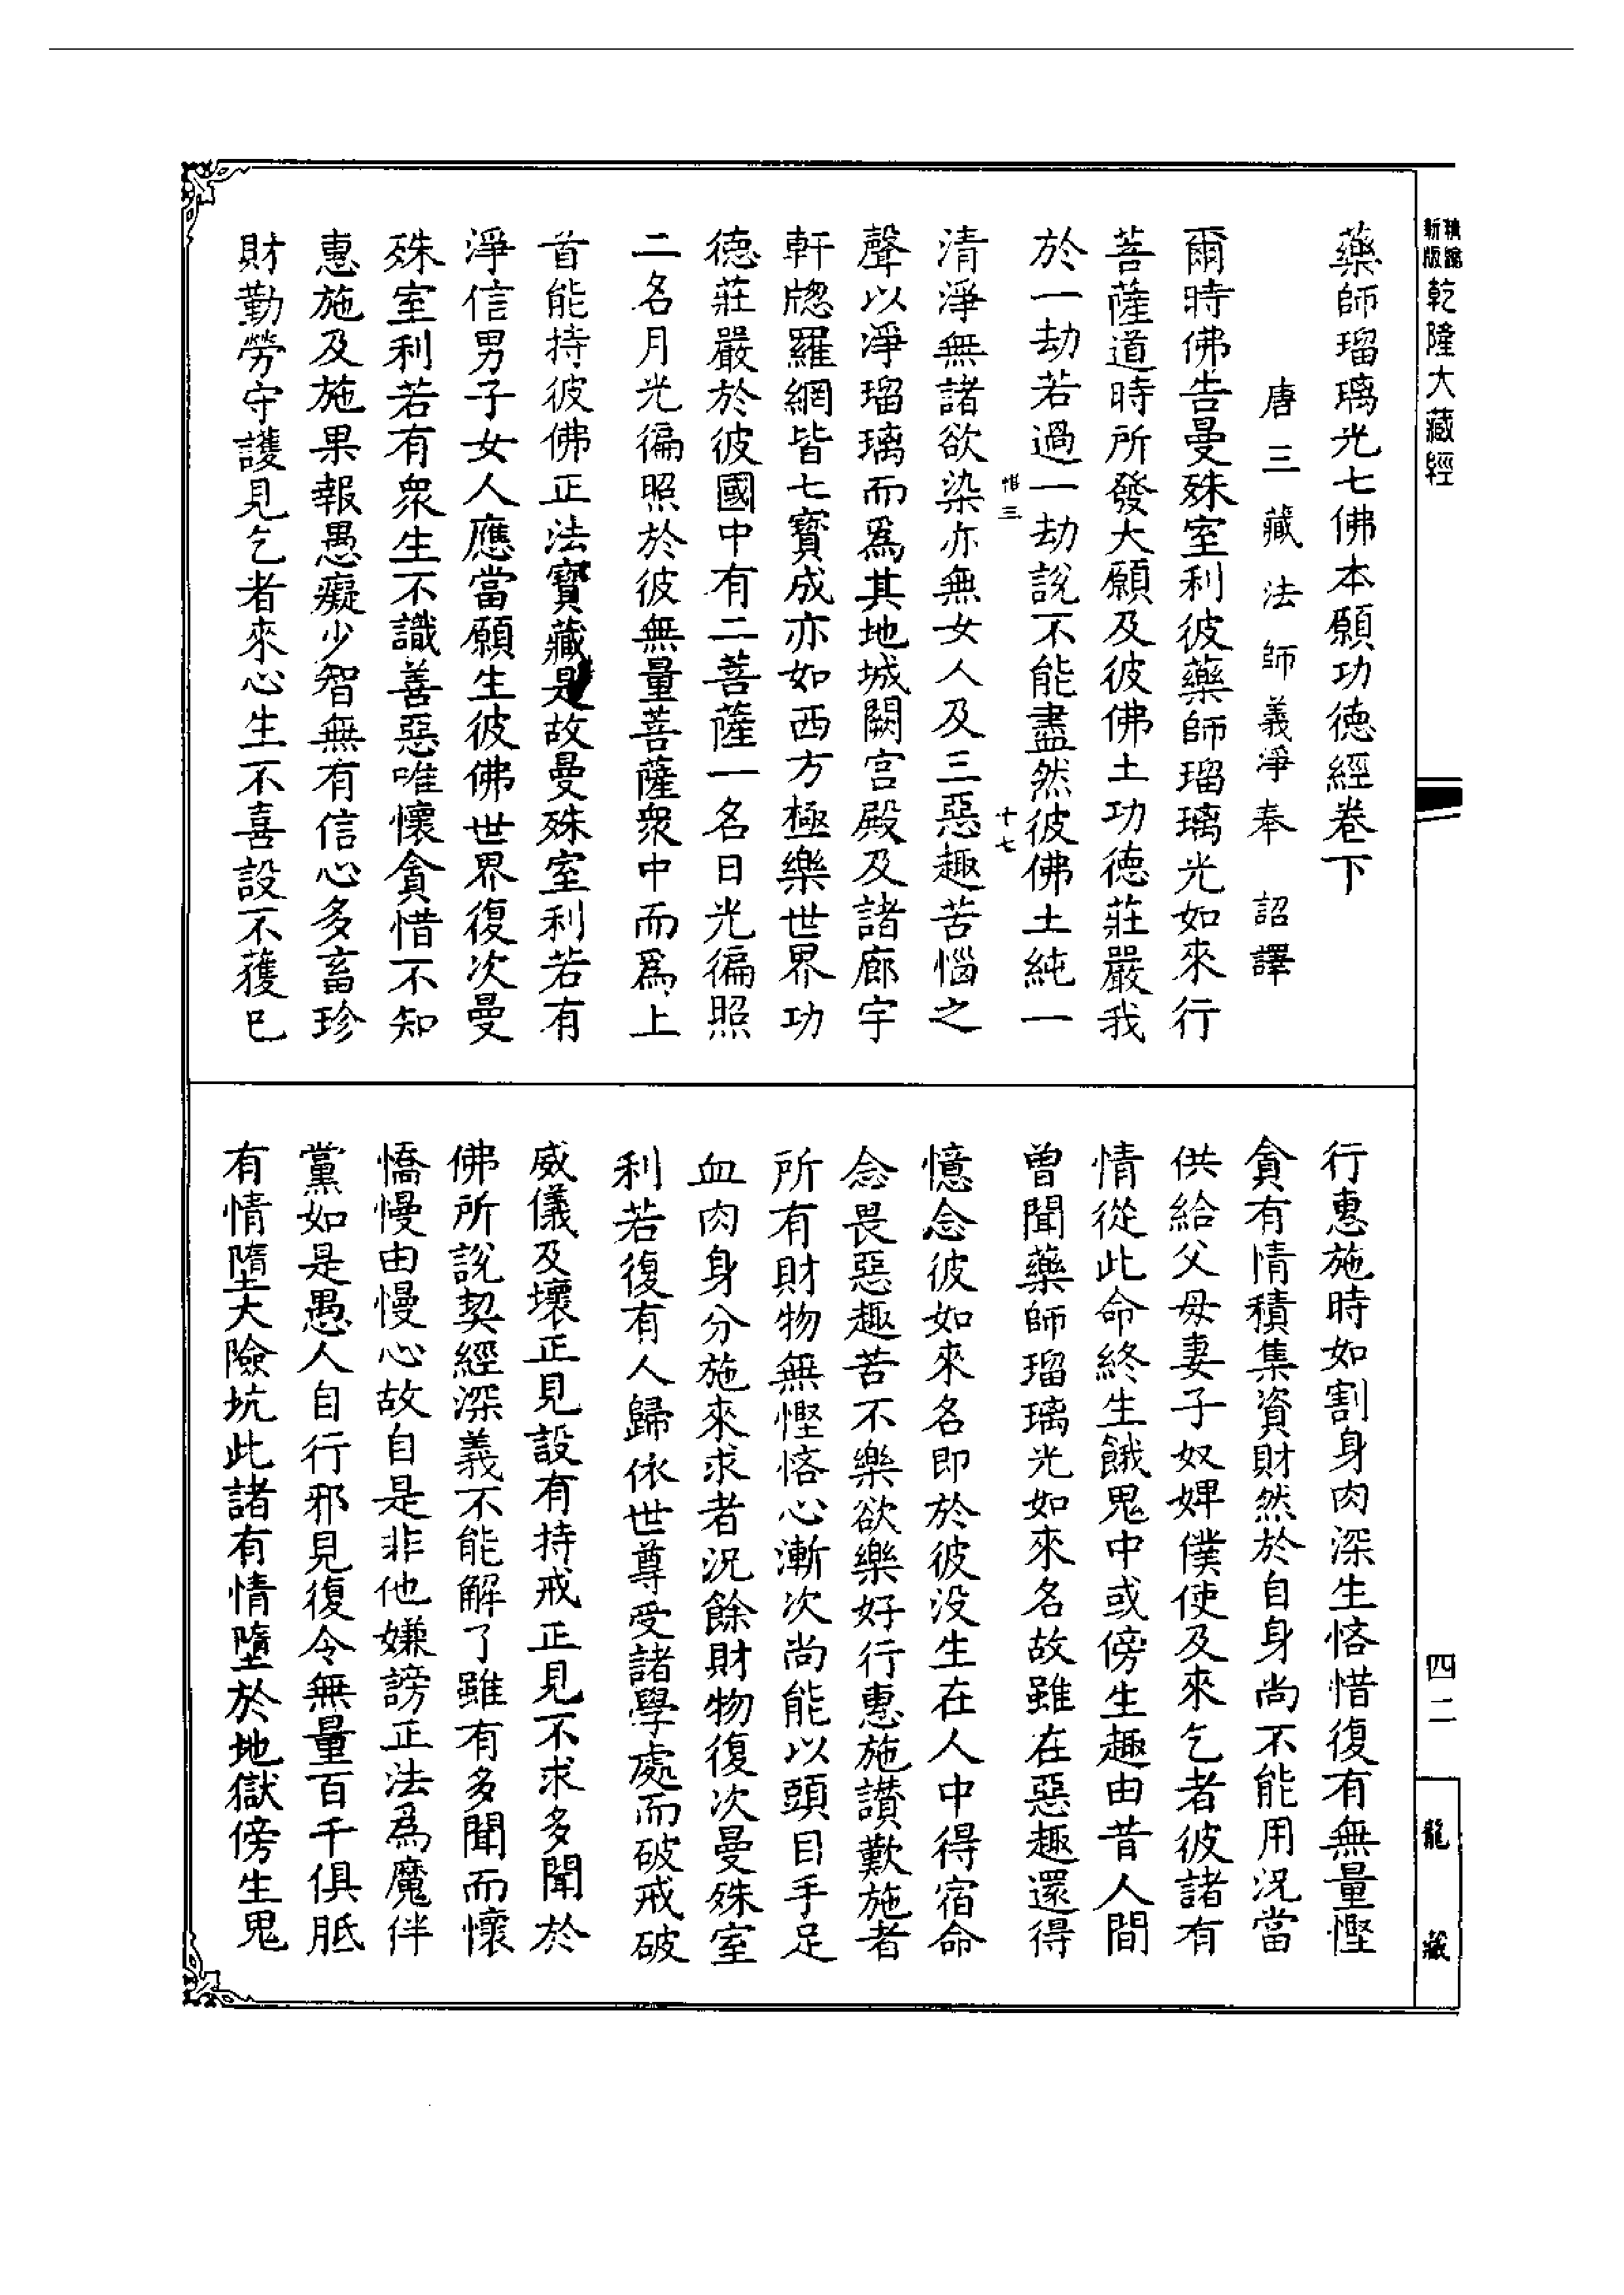 新版
乾隆大藏經
四二
龍藏
藥師瑠璃光七佛本願功德經卷下
唐三藏法師義淨奉 詔譯
爾時佛告曼殊室利彼藥師瑠璃光如來行
菩薩道時所發大願及彼佛土功德莊嚴我
於一劫若過一劫說不能盡然彼佛土純一
惟三 十七
清淨無諸欲染亦無女人及三惡趣苦惱之
聲以淨瑠璃而爲其地城闕宮殿及諸廊宇
軒牕羅網皆七寶成亦如西方極樂世界功
德莊嚴於彼國中有二菩薩一名日光徧照
二名月光徧照於彼無量菩薩衆中而爲上
首能持彼佛正法寶藏是故曼殊室利若有
淨信男子女人應當願生彼佛世界復次曼
殊室利若有衆生不識善惡唯懷貪惜不知
惠施及施果報愚癡少智無有信心多畜珍
財勤勞守護見乞者來心生不喜設不獲已
行惠施時如割身肉深生悋惜復有無量慳
貪有情積集資財然於自身尚不能用況當
供給父母妻子奴婢僕使及來乞者彼諸有
情從此命終生餓鬼中或傍生趣由昔人間
曾聞藥師瑠璃光如來名故雖在惡趣還得
憶念彼如來名即於彼沒生在人中得宿命
念畏惡趣苦不樂欲樂好行惠施讚歎施者
所有財物無慳悋心漸次尚能以頭目手足
血肉身分施來求者況餘財物復次曼殊室
利若復有人歸依世尊受諸學處而破戒破
威儀及壞正見設有持戒正見不求多聞於
佛所說契經深義不能解了雖有多聞而懷
憍慢由慢心故自是非他嫌謗正法爲魔伴
黨如是愚人自行邪見復令無量百千俱胝
有情墮大險坑此諸有情墮於地獄傍生鬼